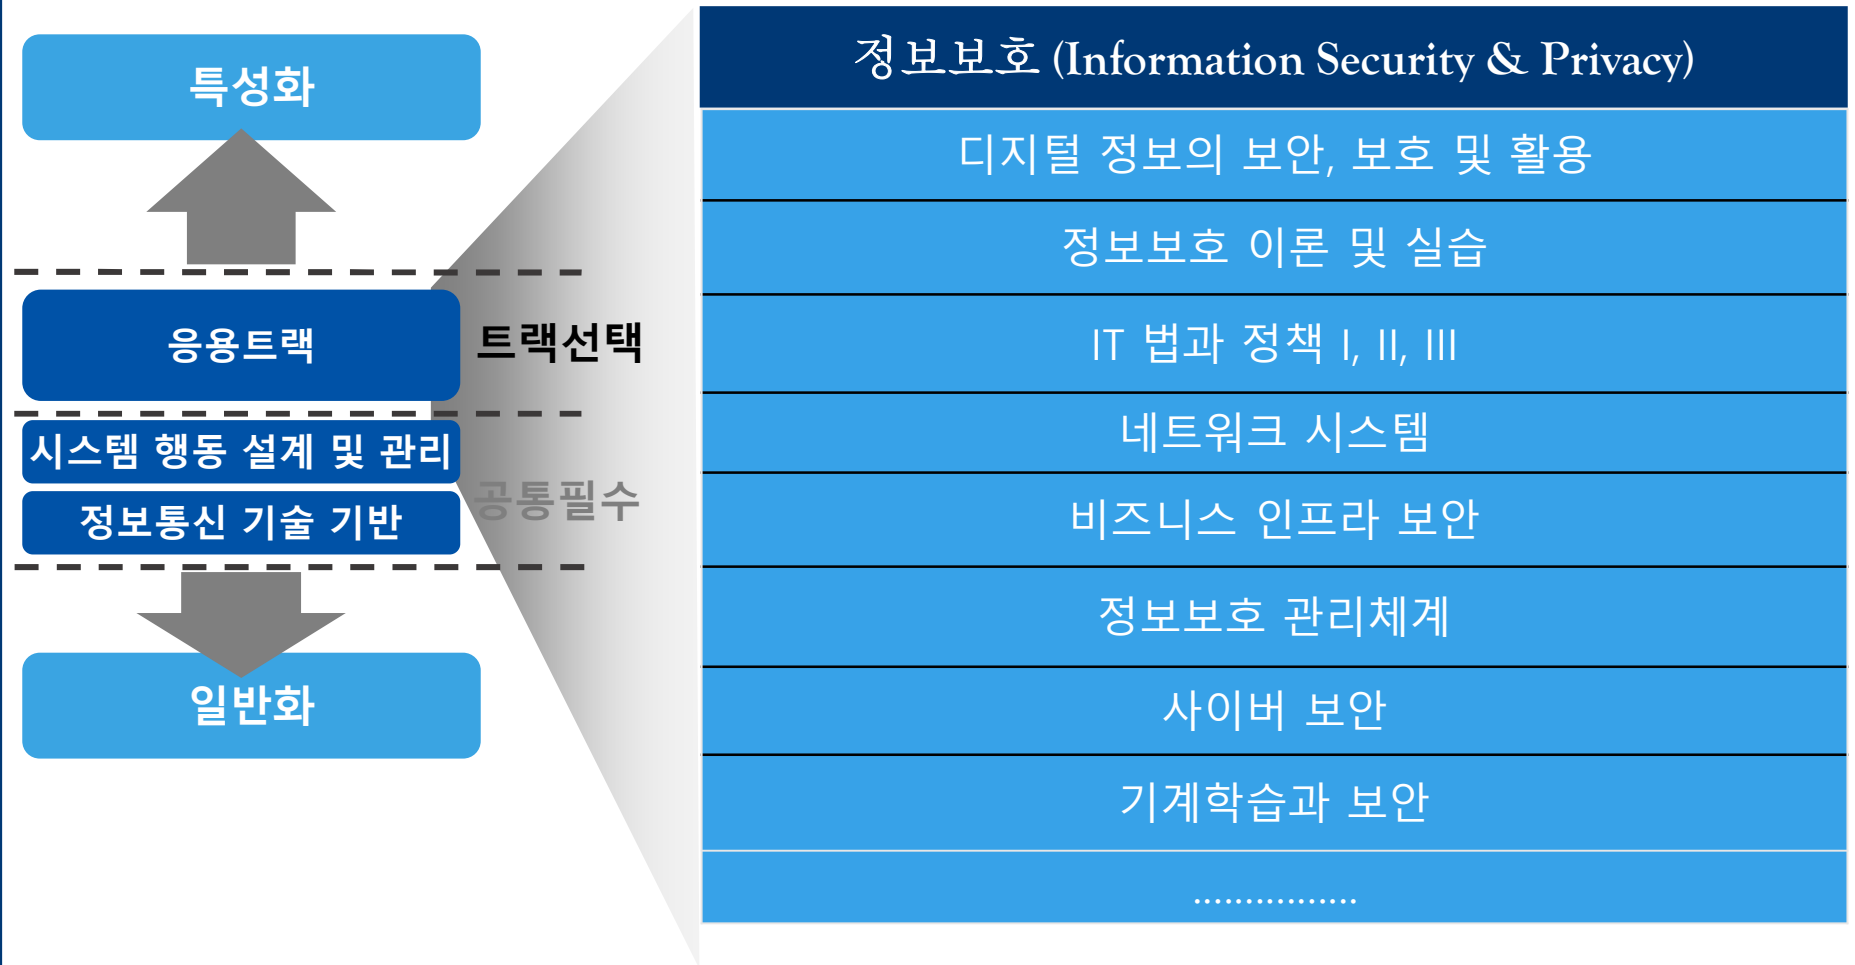 특성화
응용트랙
트랙선택
시스템 행동 설계 및 관리
정보통신 기술 기반
공통필수
일반화
정보보호 (Information Security & Privacy)
디지털 정보의 보안, 보호 및 활용
정보보호 이론 및 실습
IT 법과 정책 I, II, III
네트워크 시스템
비즈니스 인프라 보안
정보보호 관리체계
사이버 보안
기계학습과 보안
................